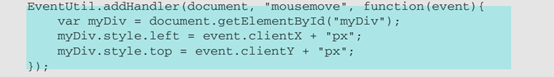 EventUtil.addHandler(document, "mousemove", function(event){
    var myDiv = document.getElementById("myDiv");
    myDiv.style.left = event.clientX + "px";
    myDiv.style.top = event.clientY + "px";
});